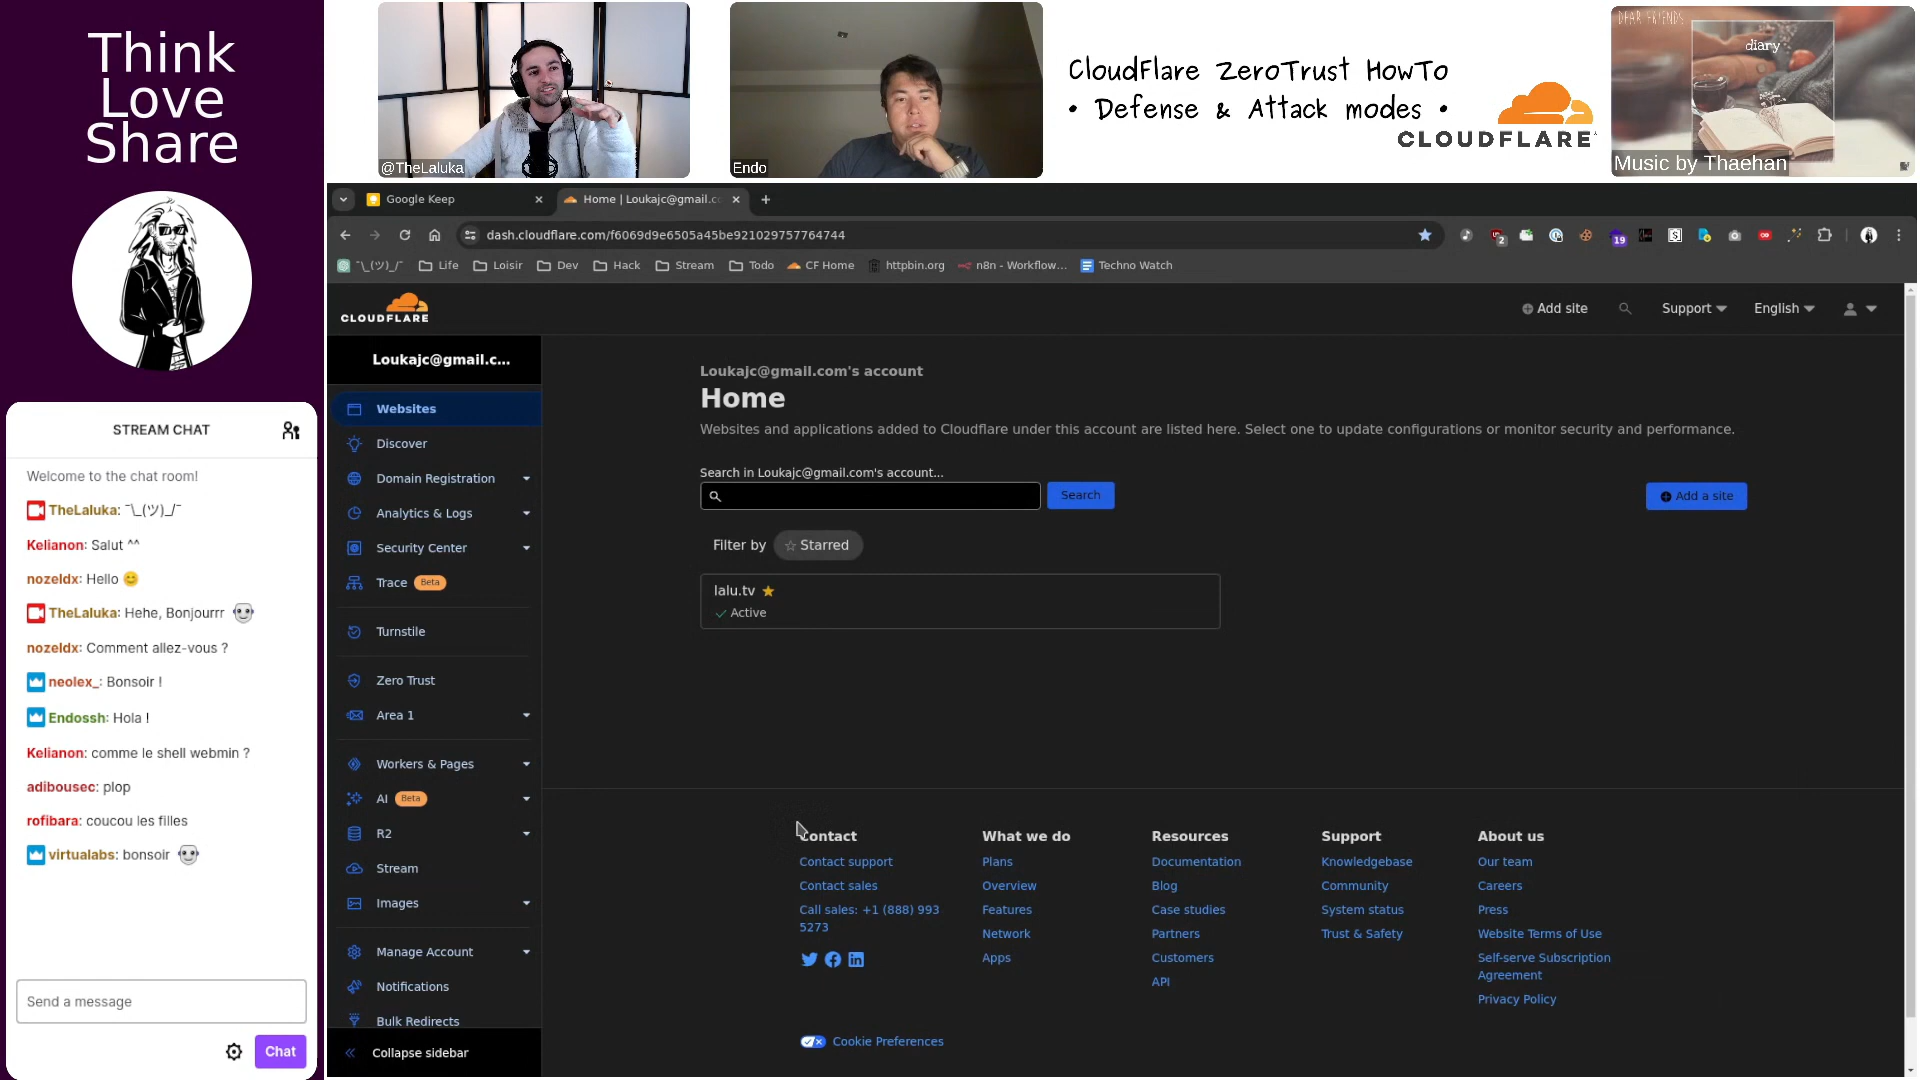 Think
Love
Share
STREAM CHAT
Welcome to the chat room!
TheLaluka: ¯\_(ツ)_/¯
Kelianon: Salut ^^
nozeldx: Hello 😊
TheLaluka: Hehe, Bonjourrr
nozeldx: Comment allez-vous ?
neolex_: Bonsoir !
Endossh: Hola !
Kelianon: comme le shell webmin ?
adibousec: plop
rofibara: coucou les filles
virtualabs: bonsoir
Send a message
Chat
@TheLaluka
Endo
CloudFlare ZeroTrust HowTo
• Defense & Attack modes •
CLOUDFLARE
DEAR FRIENDS
diary
Music by Thaehan
Google Keep
Home | Loukajc@gmail.c
dash.cloudflare.com/f6069d9e6505a45be921029757764744
2
19
¯\_(ツ)_/¯
Life
Loisir
Dev
Hack
Stream
Todo
CF Home
httpbin.org
n8n - Workflow...
Techno Watch
CLOUDFLARE
Add site
Support
English
Loukajc@gmail.c...
Websites
Discover
Domain Registration
Analytics & Logs
Security Center
Trace Beta
Turnstile
Zero Trust
Area 1
Workers & Pages
AI Beta
R2
Stream
Images
Manage Account
Notifications
Bulk Redirects
Collapse sidebar
Loukajc@gmail.com's account
Home
Websites and applications added to Cloudflare under this account are listed here. Select one to update configurations or monitor security and performance.
Search in Loukajc@gmail.com's account...
Search
Add a site
Filter by
Starred
lalu.tv
Active
Contact
Contact support
Contact sales
Call sales: +1 (888) 993
5273
What we do
Plans
Overview
Features
Network
Apps
Resources
Documentation
Blog
Case studies
Partners
Customers
API
Support
Knowledgebase
Community
System status
Trust & Safety
About us
Our team
Careers
Press
Website Terms of Use
Self-serve Subscription
Agreement
Privacy Policy
Cookie Preferences